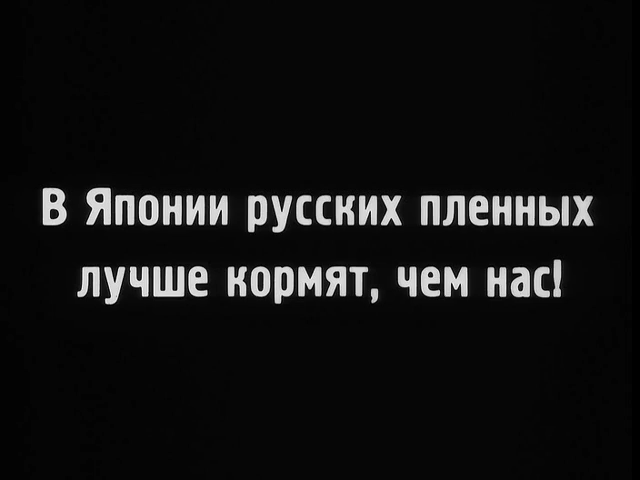 В Японии русских пленных
лучше кормят, чем нас!